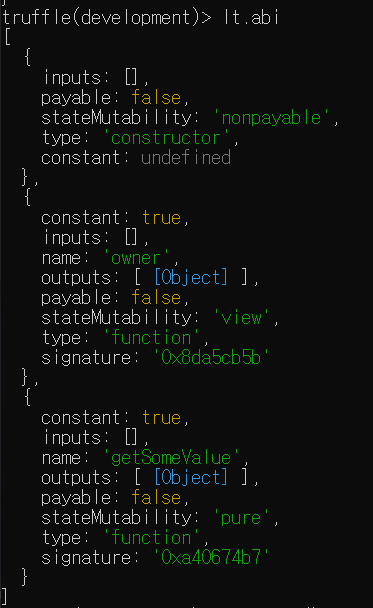 truffle(development)> lt.abi
[
  {
    inputs: [],
    payable: false,
    stateMutability: 'nonpayable',
    type: 'constructor',
    constant: undefined
  },
  {
    constant: true,
    inputs: [],
    name: 'owner',
    outputs: [ [Object] ],
    payable: false,
    stateMutability: 'view',
    type: 'function',
    signature: '0x8da5cb5b'
  },
  {
    constant: true,
    inputs: [],
    name: 'getSomeValue',
    outputs: [ [Object] ],
    payable: false,
    stateMutability: 'pure',
    type: 'function',
    signature: '0xa40674b7'
  }
]